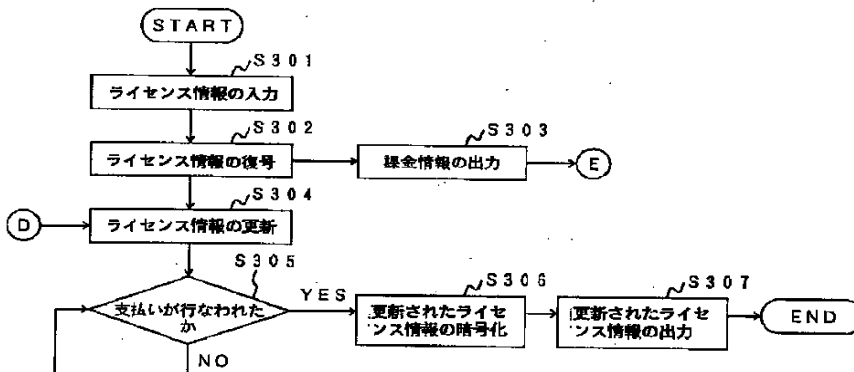 START
S301
ライセンス情報の入力
S302
ライセンス情報の復号
S303
課金情報の出力
E
S304
D
ライセンス情報の更新
S305
支払いが行なわれた
か
YES
NO
S306
更新されたライセ
ンス情報の暗号化
S307
更新されたライセ
ンス情報の出力
END